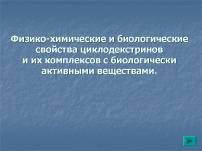 Физико-химические и биологические
свойства циклодекстринов
и их комплексов с биологически
активными веществами.